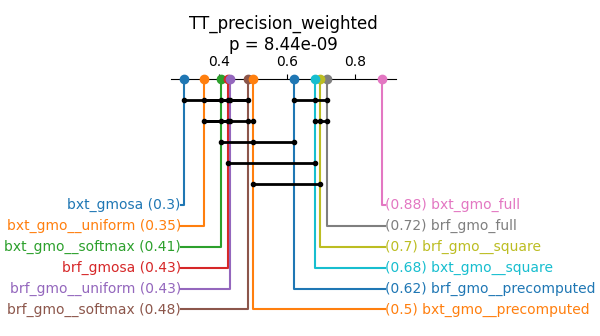 TT_precision_weighted
p = 8.44e-09
0.4 0.6 0.8
bxt_gmosa (0.3) (0.88) bxt_gmo_full
bxt_gmo__uniform (0.35) (0.72) brf_gmo_full
bxt_gmo__softmax (0.41) (0.7) brf_gmo__square
brf_gmosa (0.43) (0.68) bxt_gmo__square
brf_gmo__uniform (0.43) (0.62) brf_gmo__precomputed
brf_gmo__softmax (0.48) (0.5) bxt_gmo__precomputed